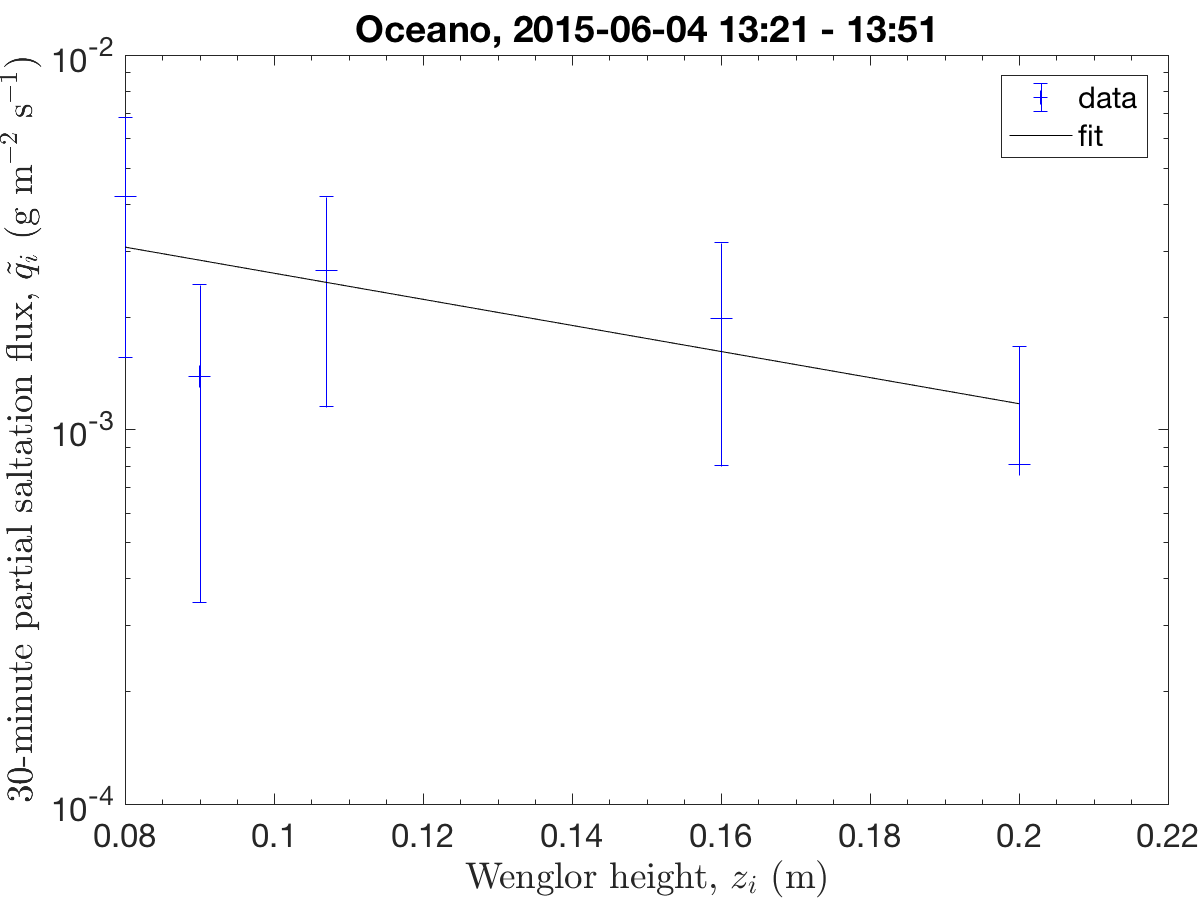 Oceano, 2015-06-04 13:21 - 13:51
30-minute partial saltation flux, q̃ᵢ (g m⁻² s⁻¹)
10⁻²
10⁻³
10⁻⁴
data
fit
0.08 0.1 0.12 0.14 0.16 0.18 0.2 0.22
Wenglor height, zᵢ (m)